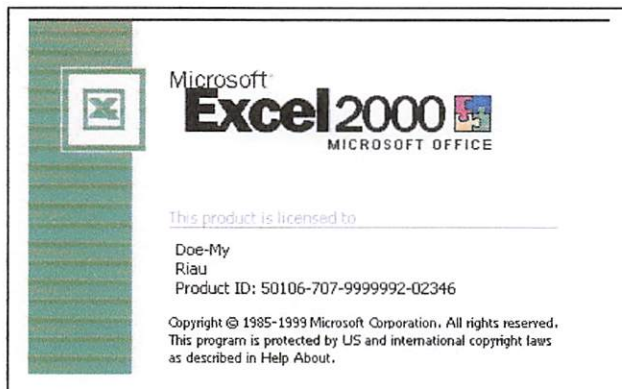 Microsoft
Excel 2000
MICROSOFT OFFICE
This product is licensed to
Doe-My
Riau
Product ID: 50106-707-9999992-02346
Copyright © 1985-1999 Microsoft Corporation. All rights reserved.
This program is protected by US and international copyright laws
as described in Help About.